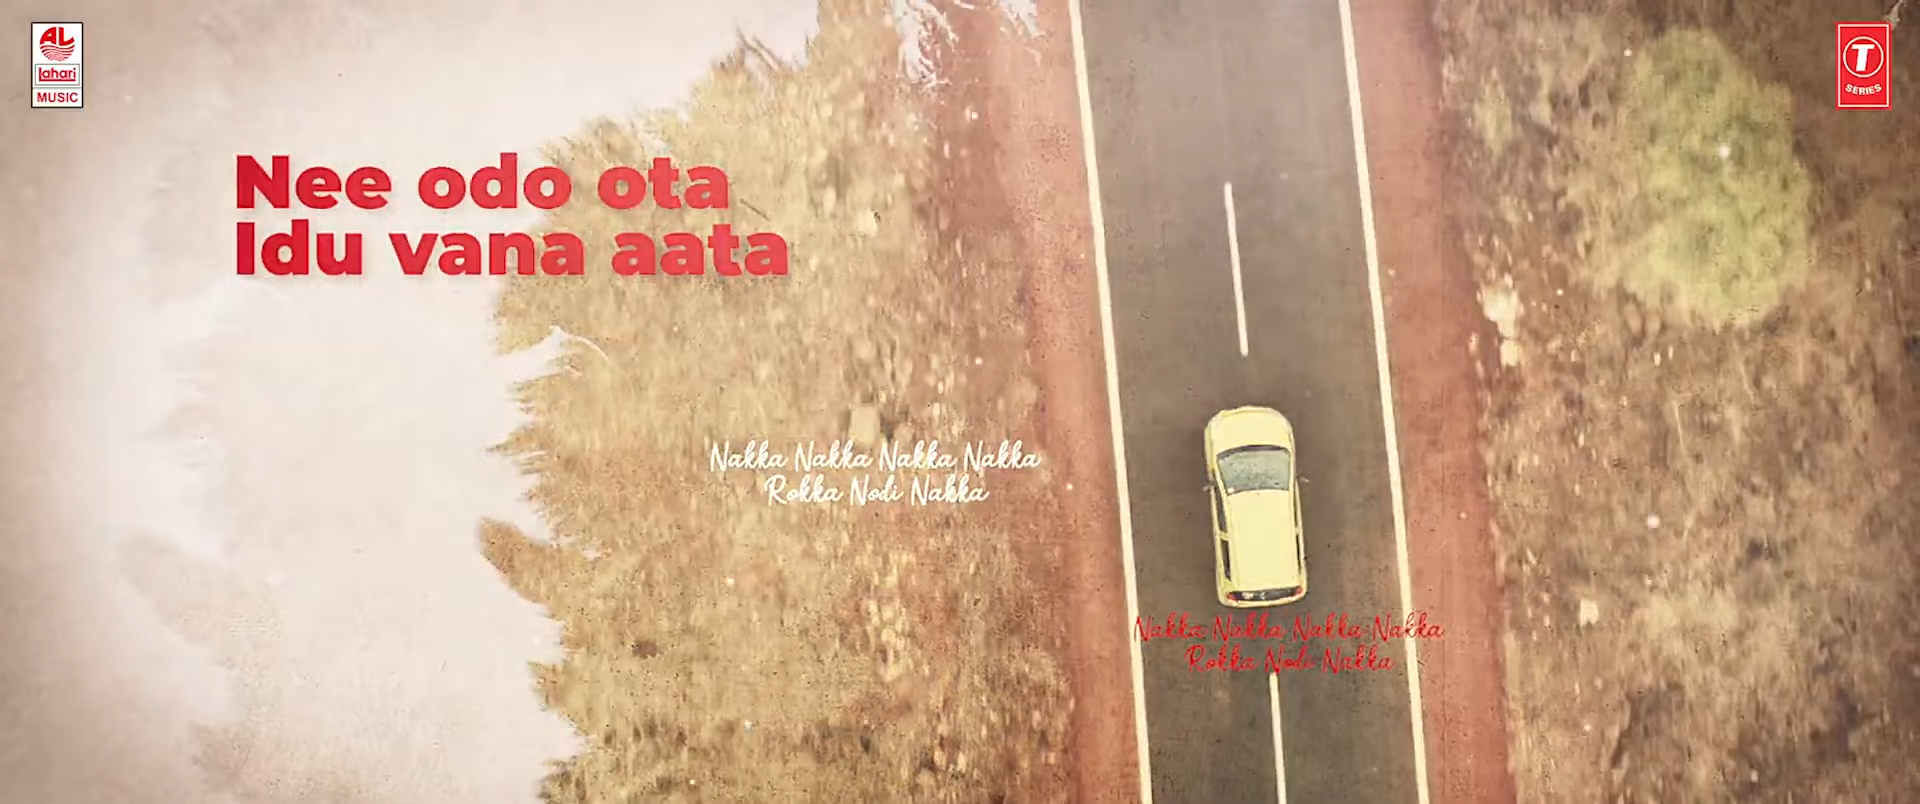 AL
Lahari
MUSIC
T
SERIES
Nee odo ota
Idu vana aata
Nakka Nakka Nakka Nakka
Rokka Nodi Nakka
Nakka Nakka Nakka Nakka
Rokka Nodi Nakka